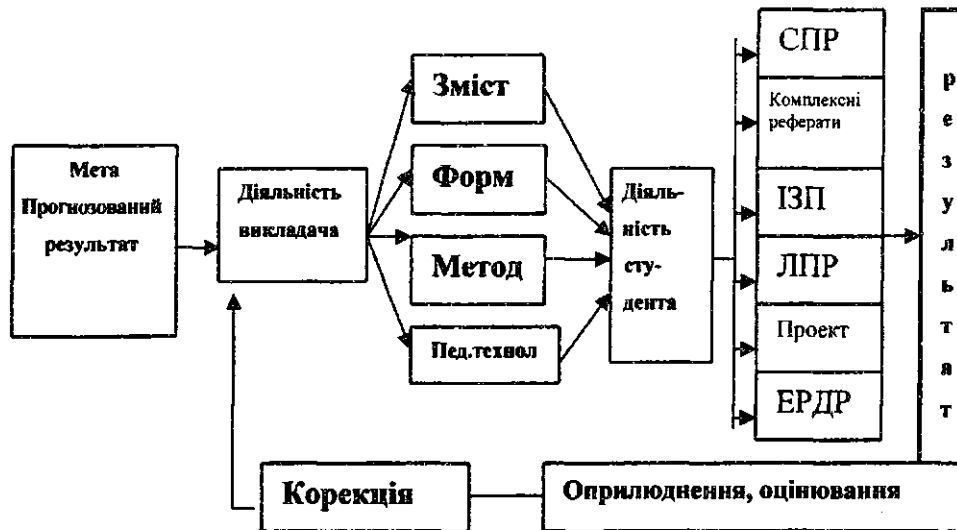 Мета
Прогнозований
результат
Діяльність
викладача
Зміст
Форм
Метод
Пед.технол
Діяль-
ність
сту-
дента
СПР
Комплексні
реферати
ІЗП
ЛПР
Проект
ЕРДР
р
е
з
у
л
ь
т
а
т
Корекція
Оприлюднення, оцінювання